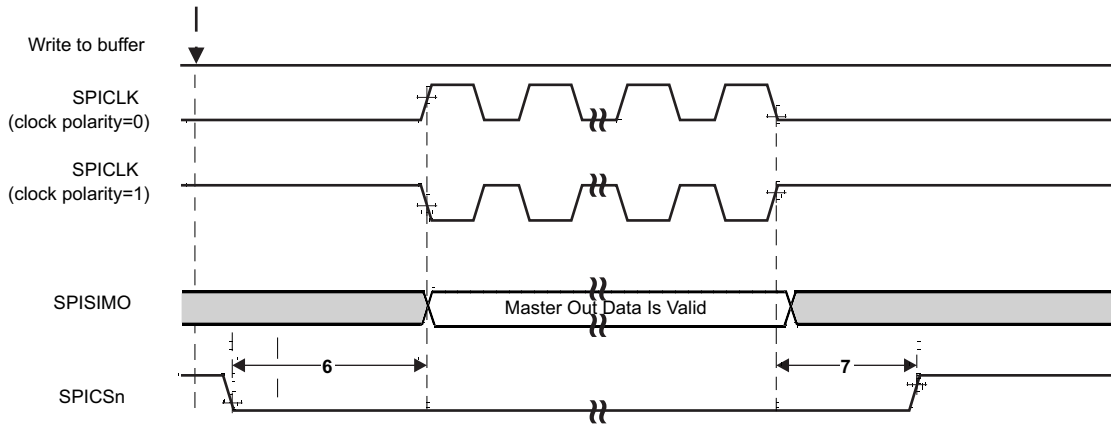 Write to buffer
SPICLK
(clock polarity=0)
SPICLK
(clock polarity=1)
SPISIMO
Master Out Data Is Valid
6
7
SPICSn